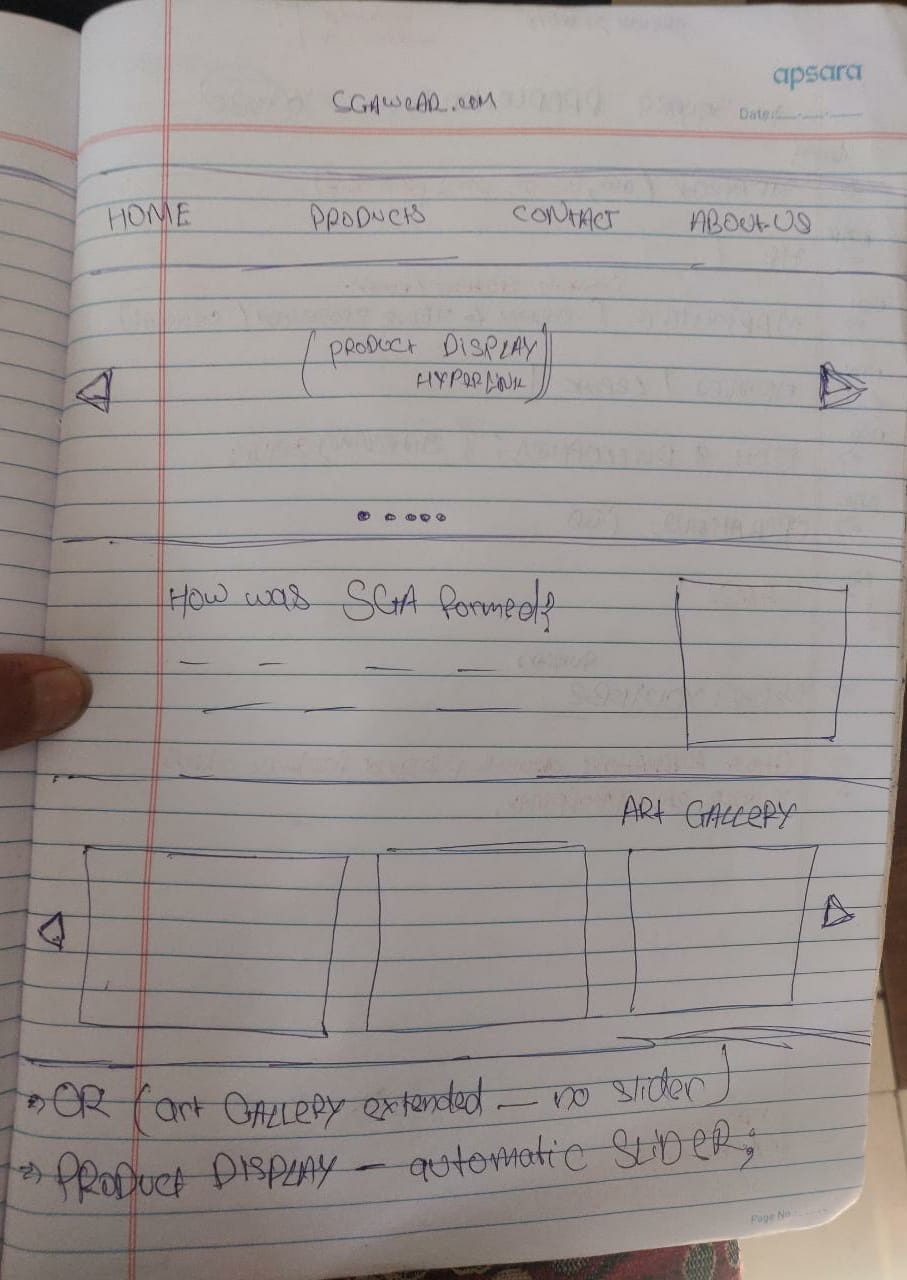 apsara
SGAWEAR.COM
Date:
HOME PRODUCTS CONTACT ABOUT-US
(PRODUCT DISPLAY
HYPERLINK)
How was SGA formed?
ARt GALLERY
⇒ OR (art GALLERY extended — no slider)
⇒ PRODuct DISPLAY — automatic SLIDER;
Page No